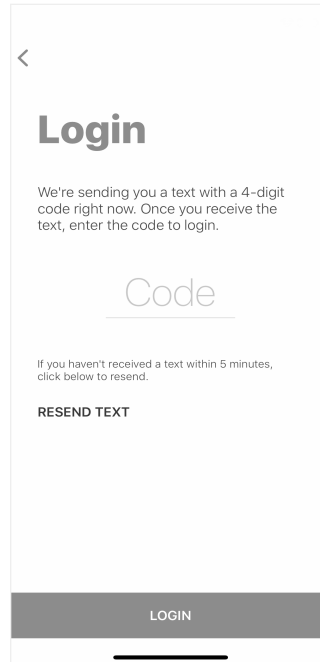 Login
We're sending you a text with a 4-digit
code right now. Once you receive the
text, enter the code to login.
Code
If you haven't received a text within 5 minutes,
click below to resend.
RESEND TEXT
LOGIN